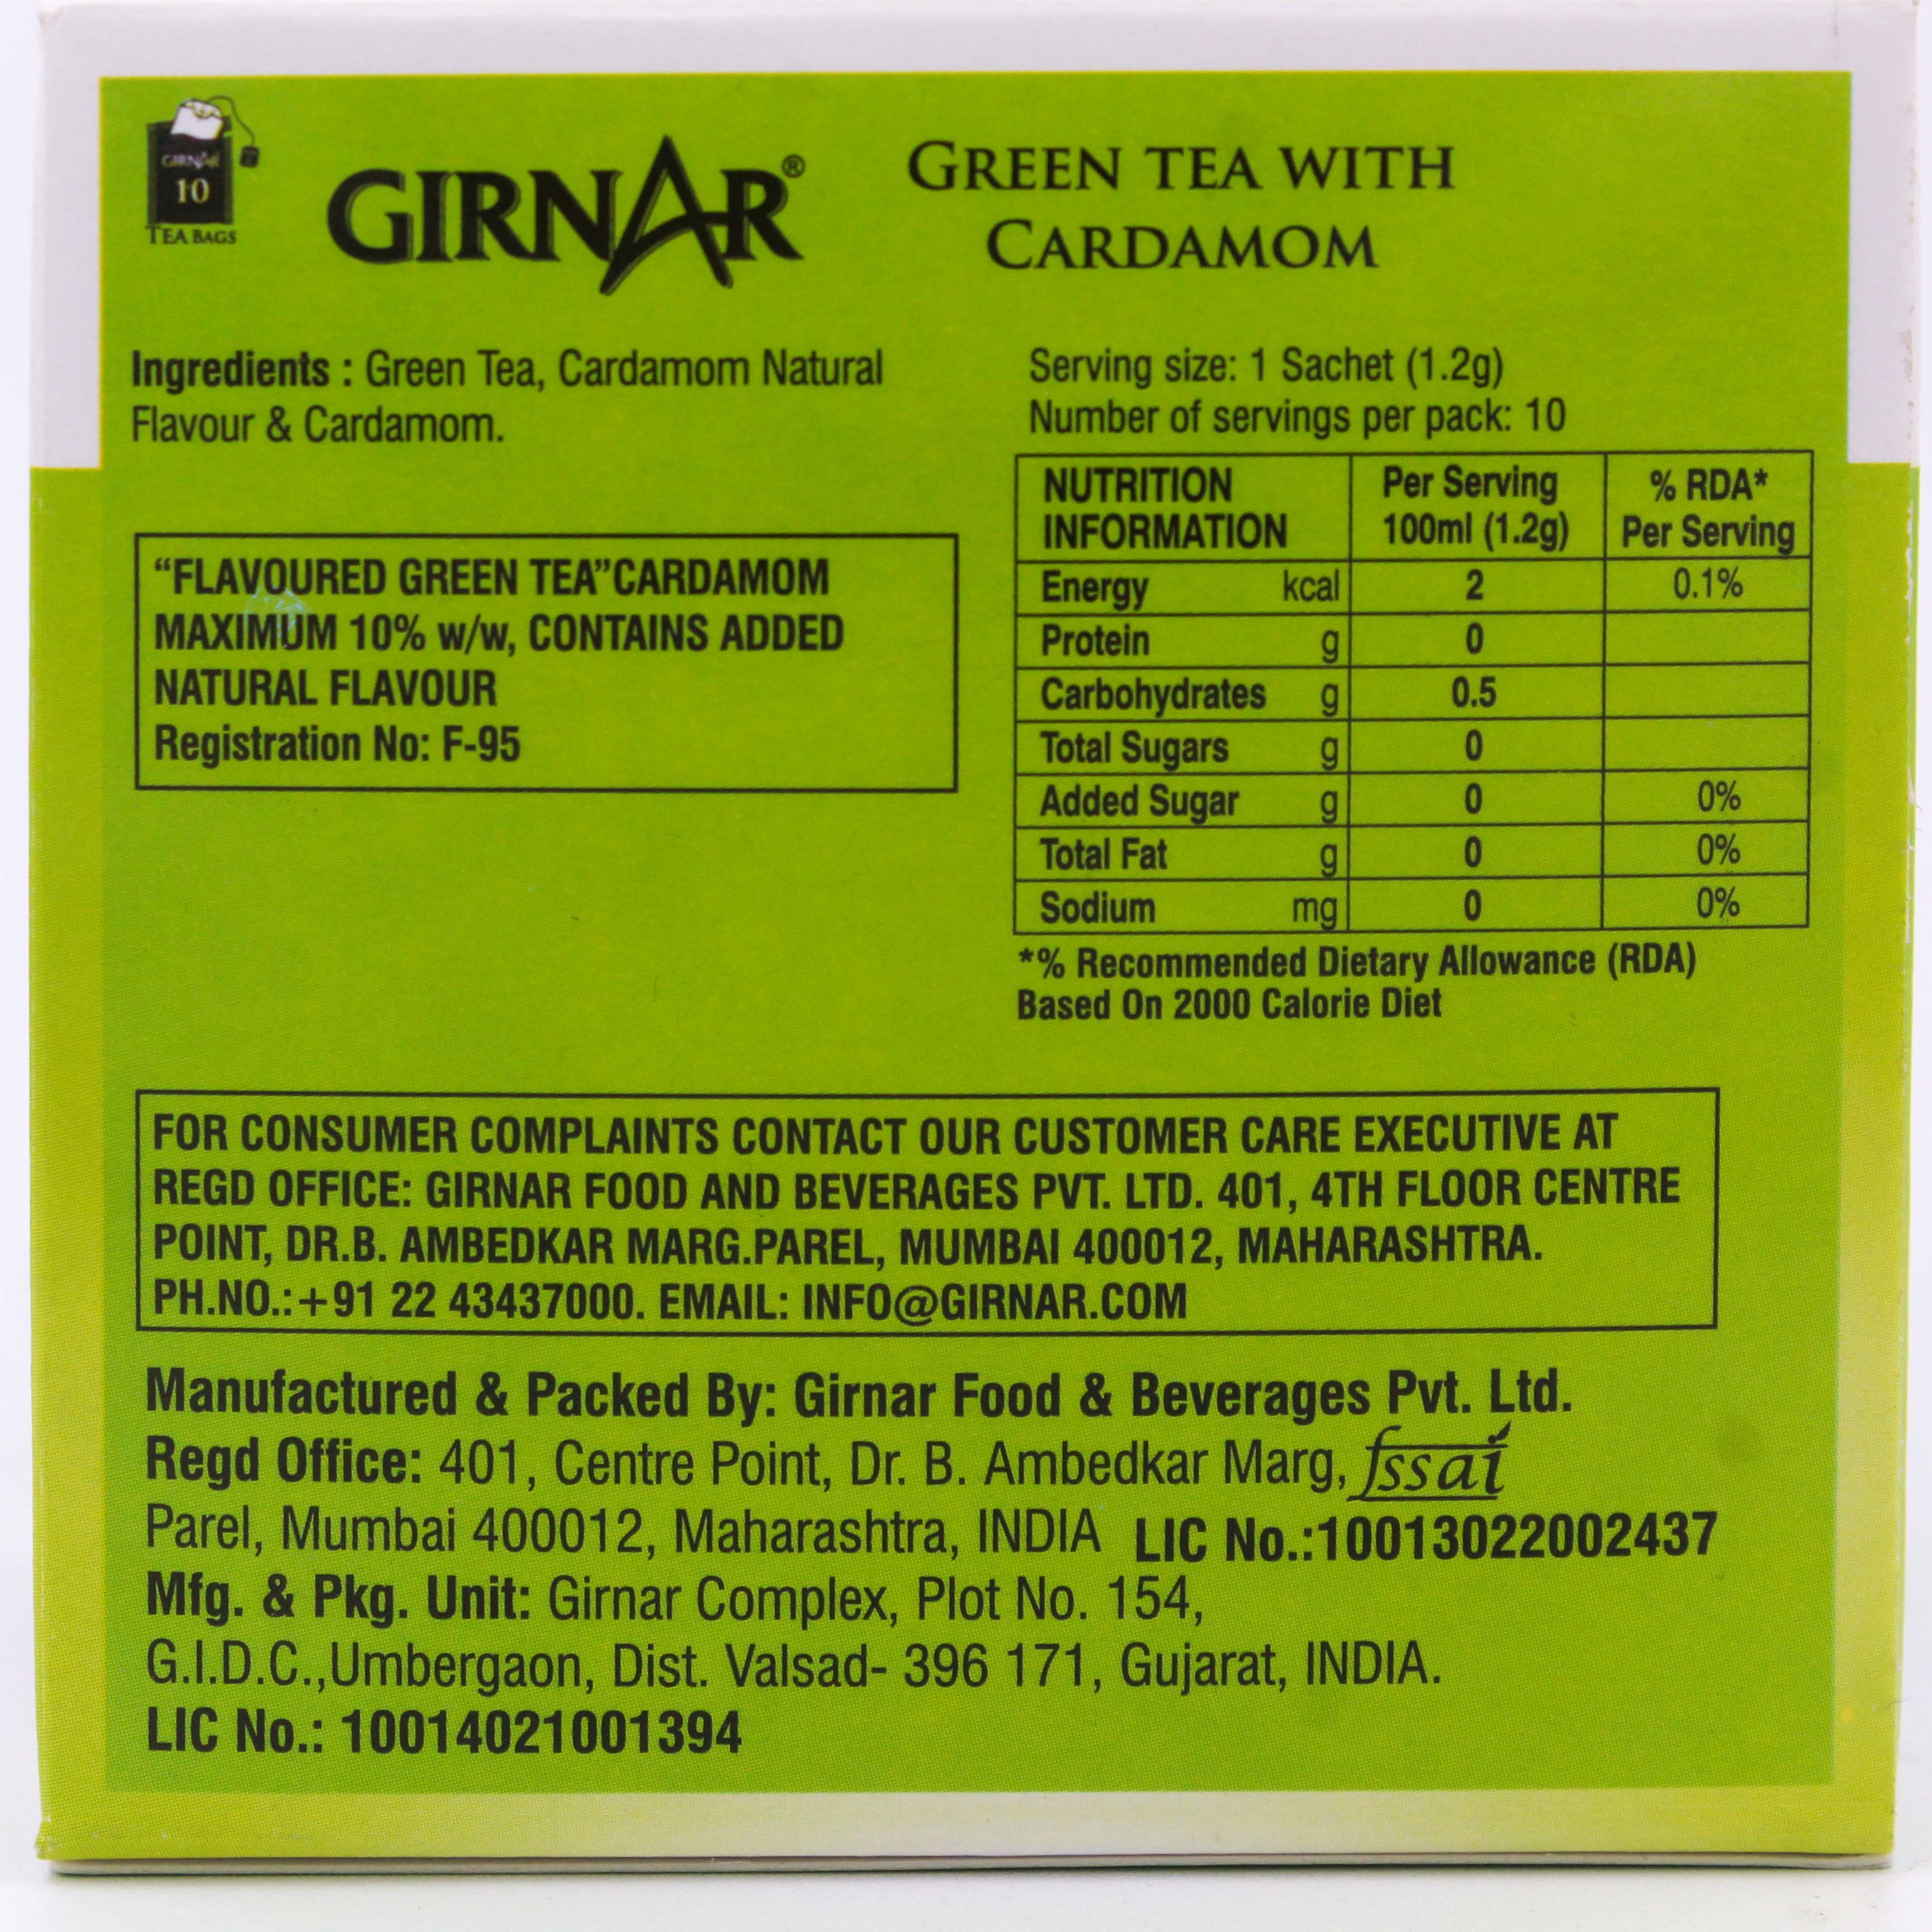 GIRNAR
10
TEA BAGS
GIRNAR®
GREEN TEA WITH
CARDAMOM
Ingredients : Green Tea, Cardamom Natural
Flavour & Cardamom.
"FLAVOURED GREEN TEA"CARDAMOM
MAXIMUM 10% w/w, CONTAINS ADDED
NATURAL FLAVOUR
Registration No: F-95
Serving size: 1 Sachet (1.2g)
Number of servings per pack: 10
NUTRITION INFORMATION Per Serving 100ml (1.2g) % RDA* Per Serving
Energy kcal 2 0.1%
Protein g 0
Carbohydrates g 0.5
Total Sugars g 0
Added Sugar g 0 0%
Total Fat g 0 0%
Sodium mg 0 0%
*% Recommended Dietary Allowance (RDA)
Based On 2000 Calorie Diet
FOR CONSUMER COMPLAINTS CONTACT OUR CUSTOMER CARE EXECUTIVE AT
REGD OFFICE: GIRNAR FOOD AND BEVERAGES PVT. LTD. 401, 4TH FLOOR CENTRE
POINT, DR.B. AMBEDKAR MARG.PAREL, MUMBAI 400012, MAHARASHTRA.
PH.NO.:+91 22 43437000. EMAIL: INFO@GIRNAR.COM
Manufactured & Packed By: Girnar Food & Beverages Pvt. Ltd.
Regd Office: 401, Centre Point, Dr. B. Ambedkar Marg, fssai
Parel, Mumbai 400012, Maharashtra, INDIA LIC No.:10013022002437
Mfg. & Pkg. Unit: Girnar Complex, Plot No. 154,
G.I.D.C.,Umbergaon, Dist. Valsad- 396 171, Gujarat, INDIA.
LIC No.: 10014021001394